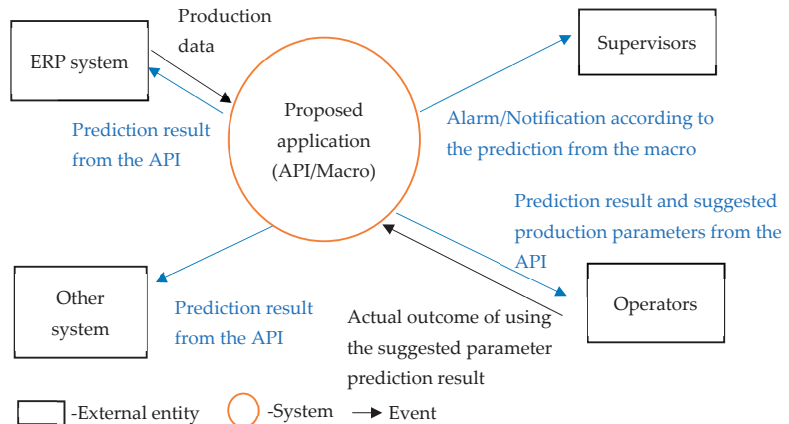 Production
data
ERP system
Supervisors
Proposed
application
(API/Macro)
Prediction result
from the API
Alarm/Notification according to
the prediction from the macro
Prediction result and suggested
production parameters from the
API
Other
system
Prediction result
from the API
Operators
Actual outcome of using
the suggested parameter
prediction result
-External entity
-System
Event